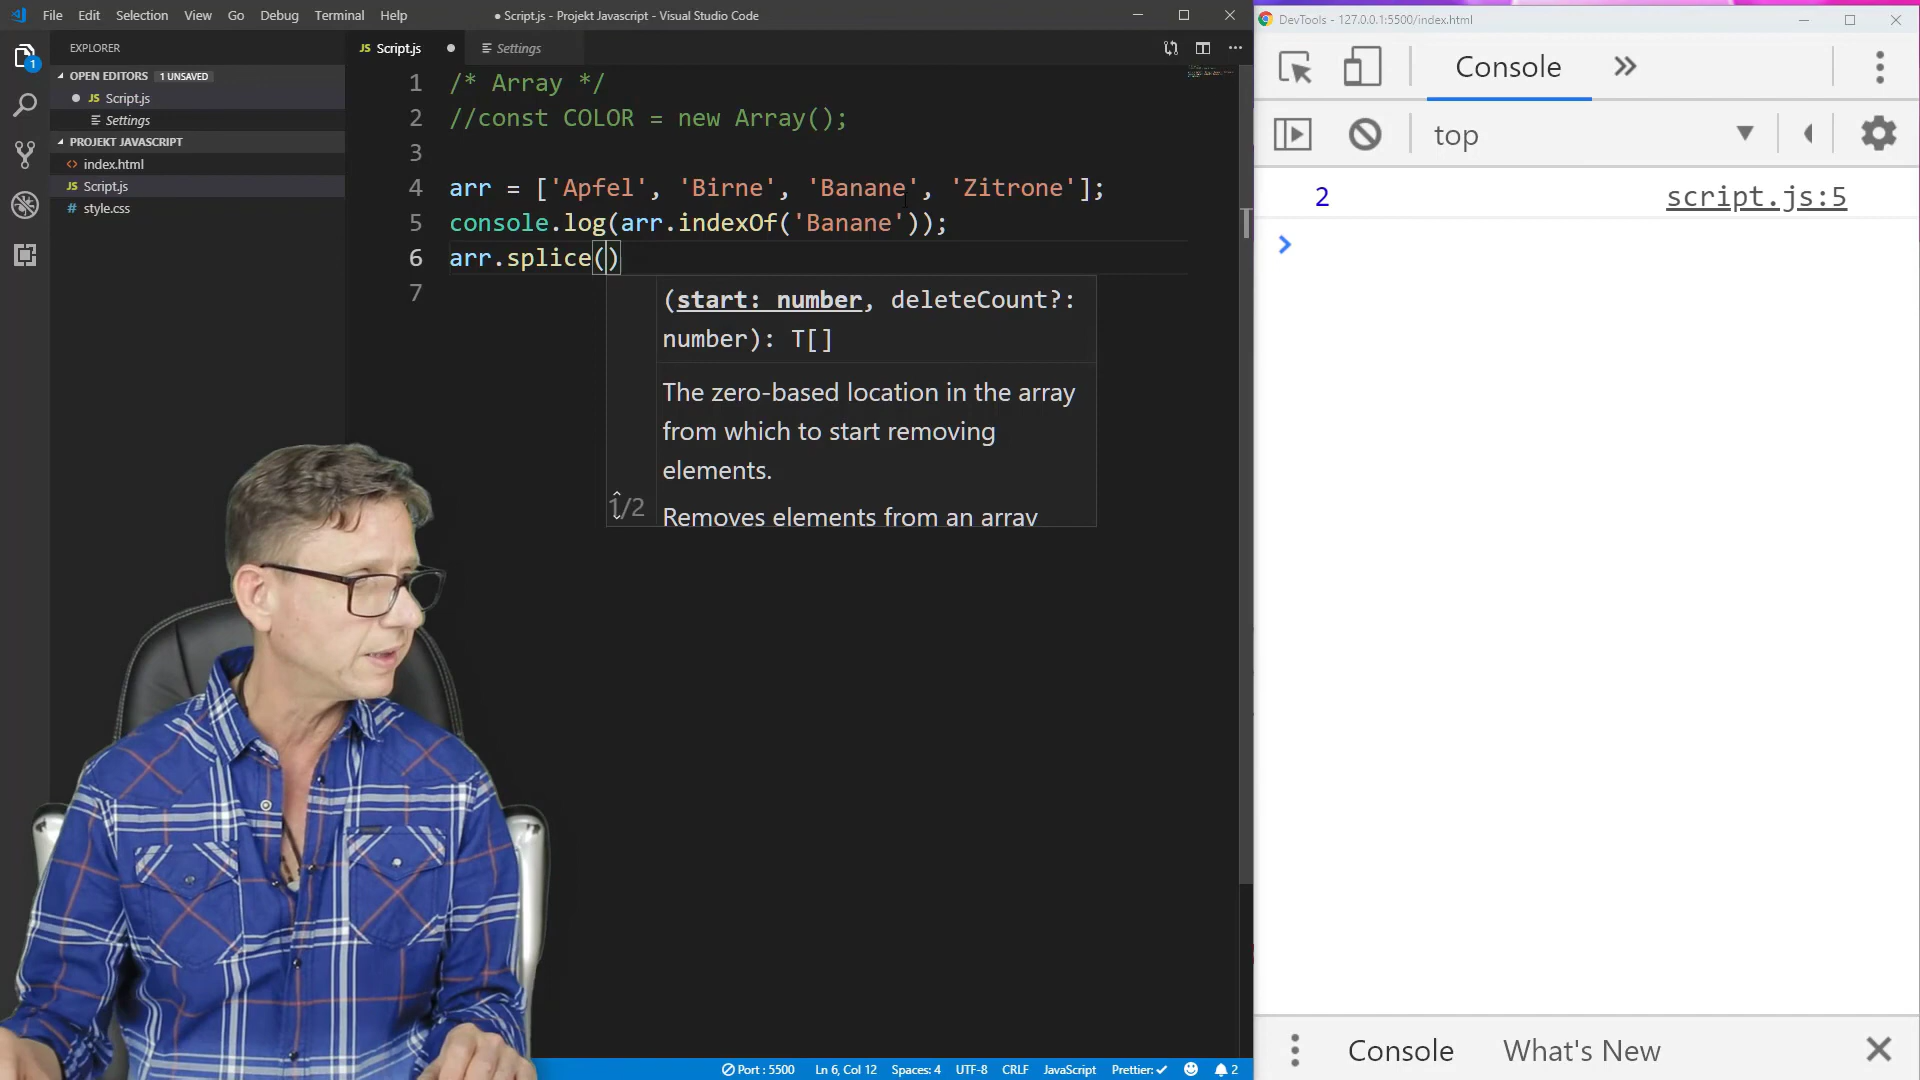 File Edit Selection View Go Debug Terminal Help
● Script.js - Projekt Javascript - Visual Studio Code
EXPLORER
OPEN EDITORS 1 UNSAVED
JS Script.js
Settings
PROJEKT JAVASCRIPT
<> index.html
JS Script.js
# style.css
1
JS Script.js
Settings
1 /* Array */
2 //const COLOR = new Array();
3
4 arr = ['Apfel', 'Birne', 'Banane', 'Zitrone'];
5 console.log(arr.indexOf('Banane'));
6 arr.splice()
7
(start: number, deleteCount?:
number): T[]
The zero-based location in the array
from which to start removing
elements.
1/2
Removes elements from an array
Port : 5500 Ln 6, Col 12 Spaces: 4 UTF-8 CRLF JavaScript Prettier: ✓ 2
DevTools - 127.0.0.1:5500/index.html
Console »
top
2 script.js:5
Console What's New